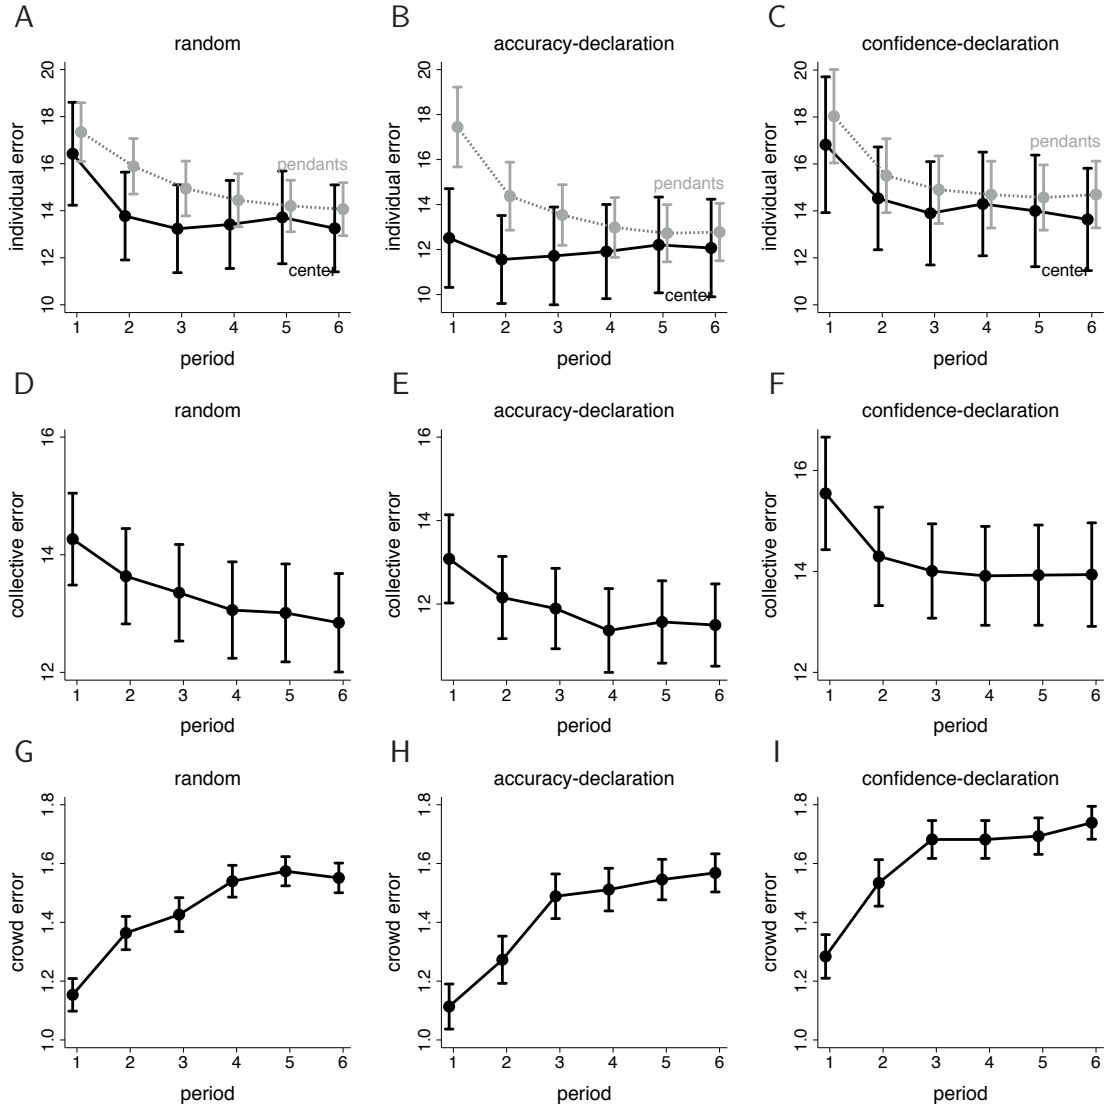 A
random
individual error
20
18
16
14
12
10
pendants
center
1 2 3 4 5 6
period
B
accuracy-declaration
individual error
20
18
16
14
12
10
pendants
center
1 2 3 4 5 6
period
C
confidence-declaration
individual error
20
18
16
14
12
10
pendants
center
1 2 3 4 5 6
period
D
random
collective error
16
14
12
1 2 3 4 5 6
period
E
accuracy-declaration
collective error
16
14
12
1 2 3 4 5 6
period
F
confidence-declaration
collective error
16
14
12
1 2 3 4 5 6
period
G
random
crowd error
1.8
1.6
1.4
1.2
1.0
1 2 3 4 5 6
period
H
accuracy-declaration
crowd error
1.8
1.6
1.4
1.2
1.0
1 2 3 4 5 6
period
I
confidence-declaration
crowd error
1.8
1.6
1.4
1.2
1.0
1 2 3 4 5 6
period